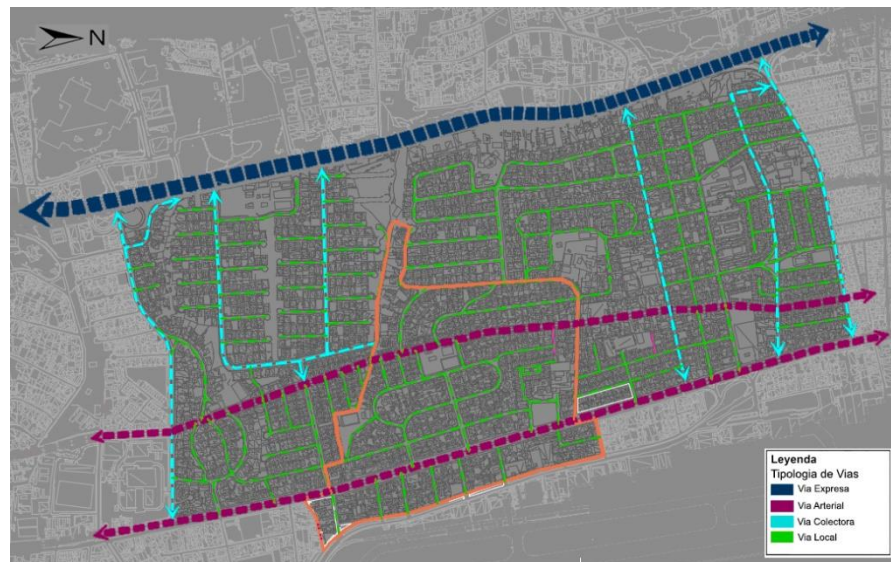 N
Leyenda
Tipologia de Vias
Via Expresa
Via Arterial
Via Colectora
Via Local